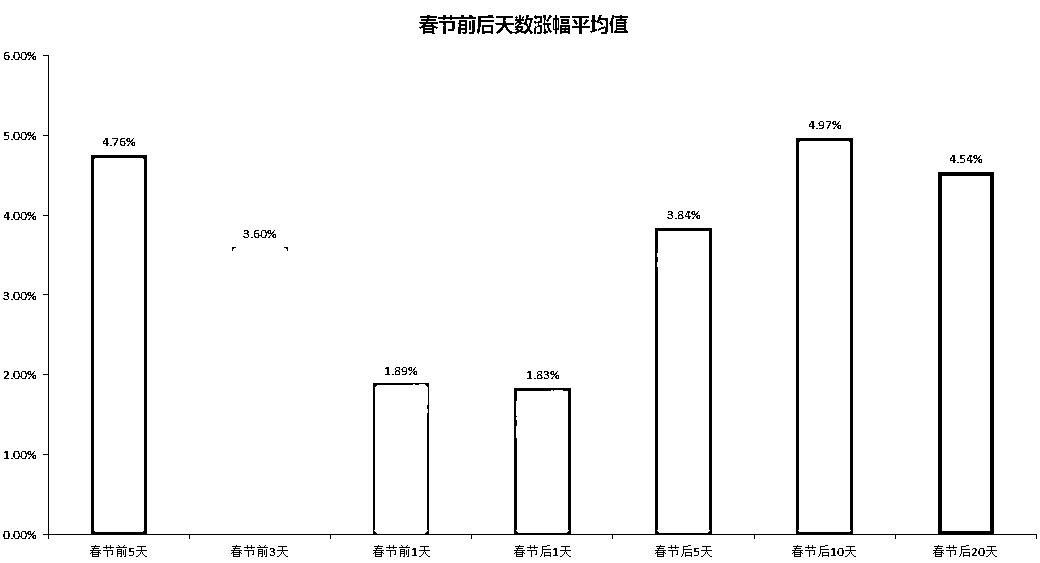 春节前后天数涨幅平均值
6.00%
5.00%
4.00%
3.00%
2.00%
1.00%
0.00%
4.76%
3.60%
1.89%
1.83%
3.84%
4.97%
4.54%
春节前5天
春节前3天
春节前1天
春节后1天
春节后5天
春节后10天
春节后20天